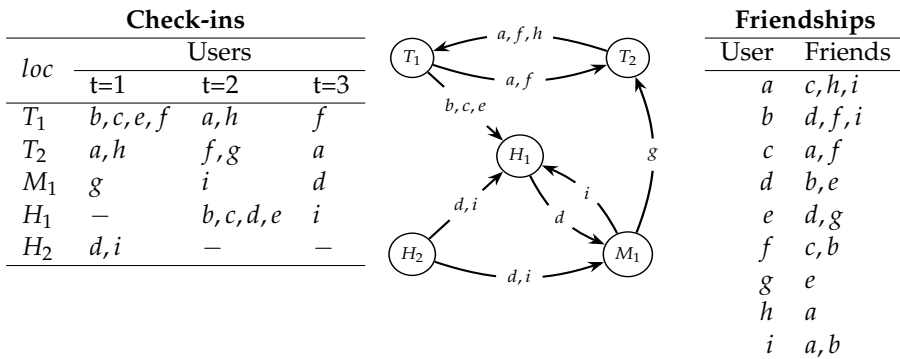 Check-ins
loc Users
t=1 t=2 t=3
T1 b, c, e, f a, h f
T2 a, h f, g a
M1 g i d
H1 − b, c, d, e i
H2 d, i − −
T1
a, f, h
T2
a, f
b, c, e
H1
g
d, i
i
d
H2
d, i
M1
Friendships
User Friends
a c, h, i
b d, f, i
c a, f
d b, e
e d, g
f c, b
g e
h a
i a, b